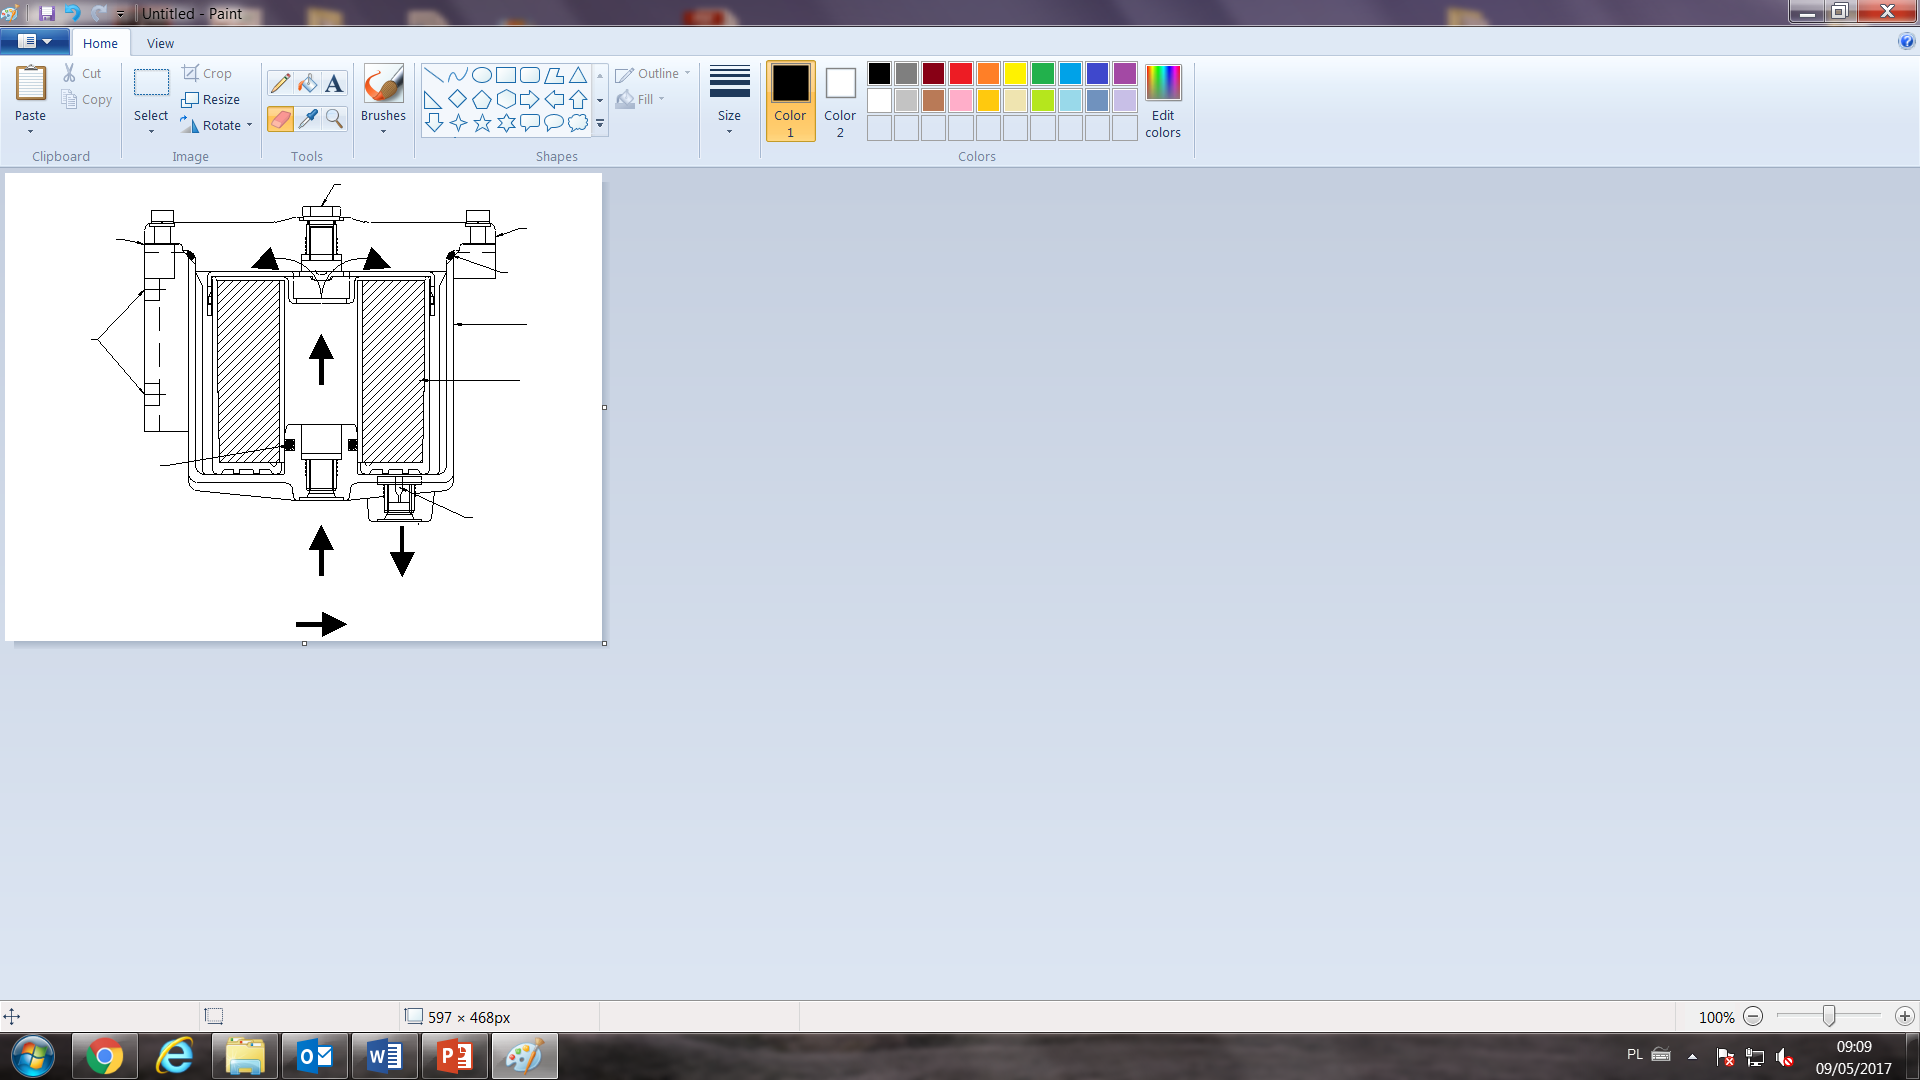 Untitled - Paint
Home View
Paste
Cut
Copy
Clipboard
Select
Crop
Resize
Rotate
Image
A
Tools
Brushes
Shapes
Outline
Fill
Size
Color 1
Color 2
Edit colors
Colors
597 × 468px
100%
PL
09:09
09/05/2017